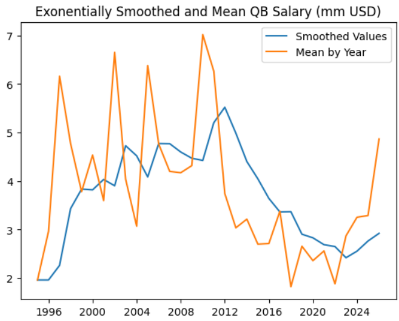 Exponentially Smoothed and Mean QB Salary (mm USD)
Smoothed Values
Mean by Year
7
6
5
4
3
2
1996 2000 2004 2008 2012 2016 2020 2024